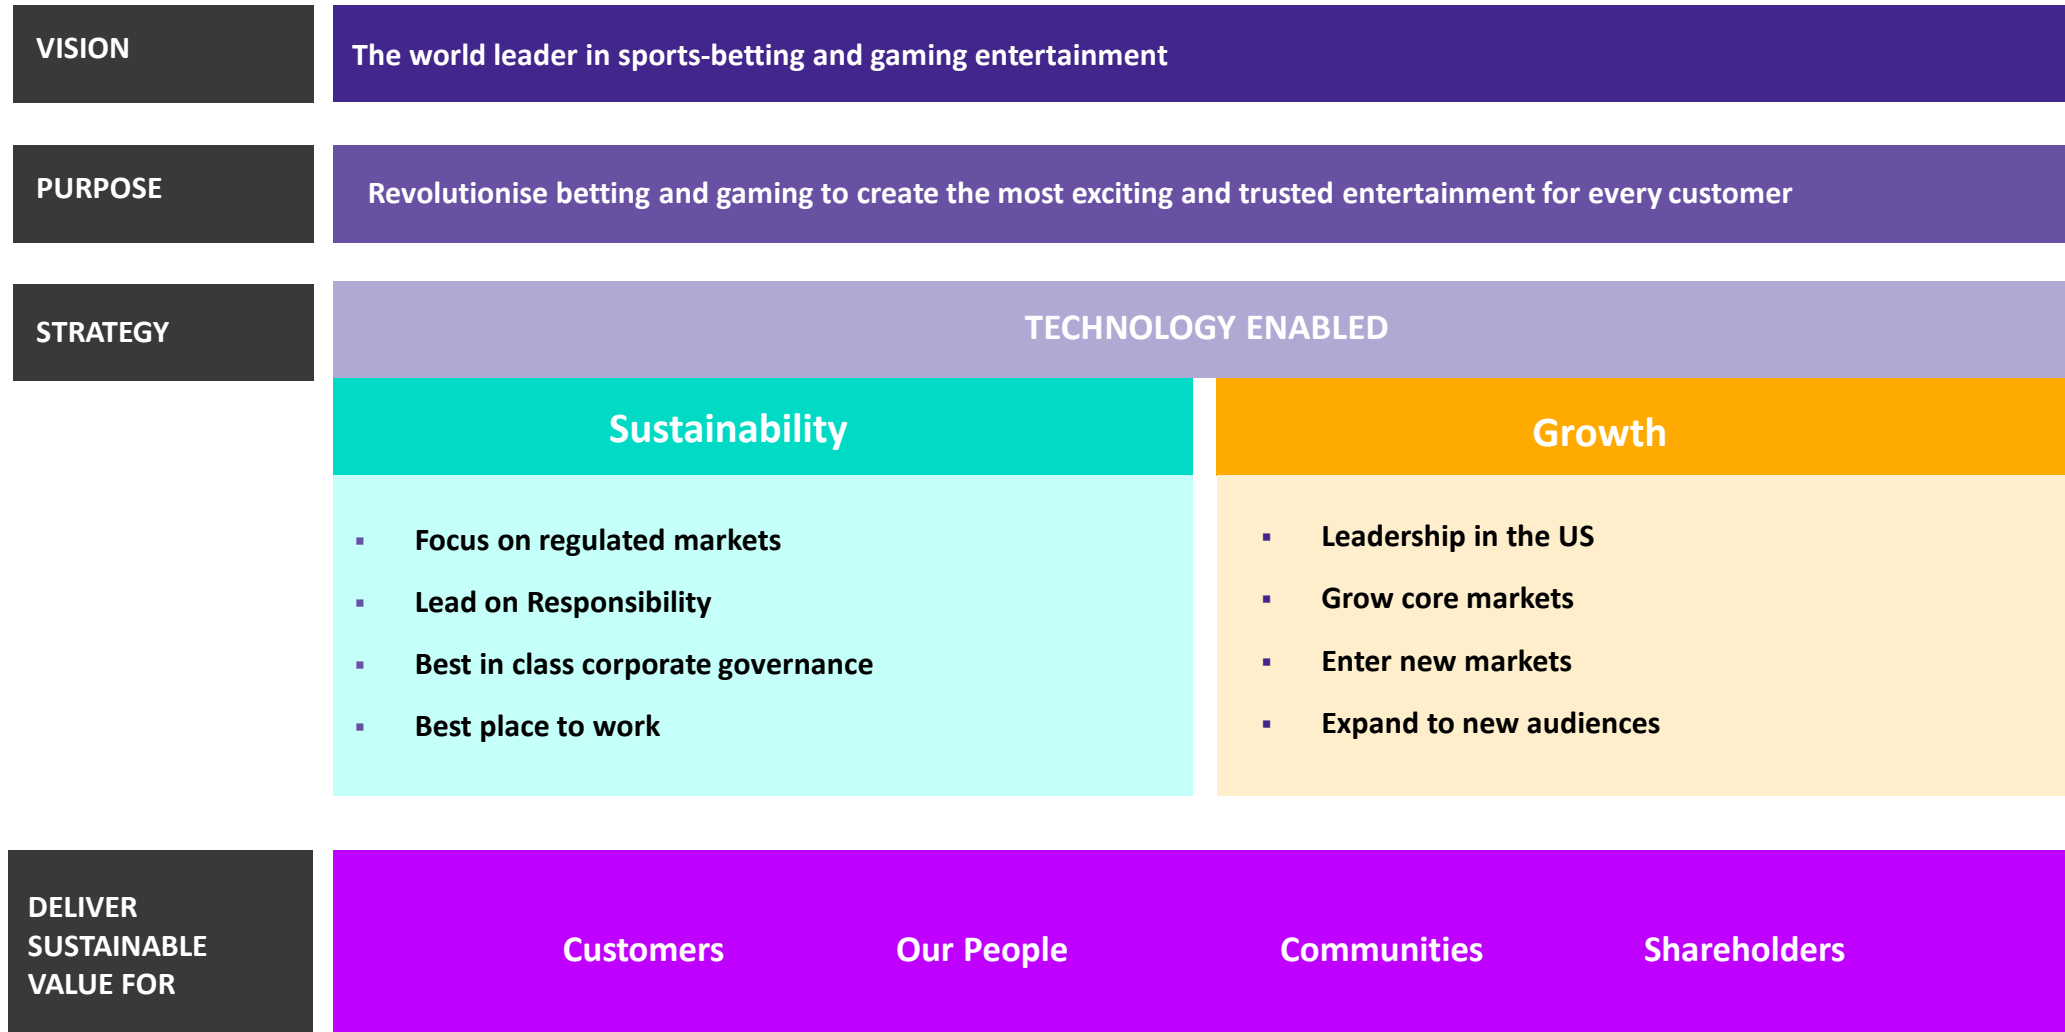 VISION
The world leader in sports-betting and gaming entertainment
PURPOSE
Revolutionise betting and gaming to create the most exciting and trusted entertainment for every customer
STRATEGY
TECHNOLOGY ENABLED
Sustainability
▪ Focus on regulated markets
▪ Lead on Responsibility
▪ Best in class corporate governance
▪ Best place to work
Growth
▪ Leadership in the US
▪ Grow core markets
▪ Enter new markets
▪ Expand to new audiences
DELIVER
SUSTAINABLE
VALUE FOR
Customers Our People Communities Shareholders